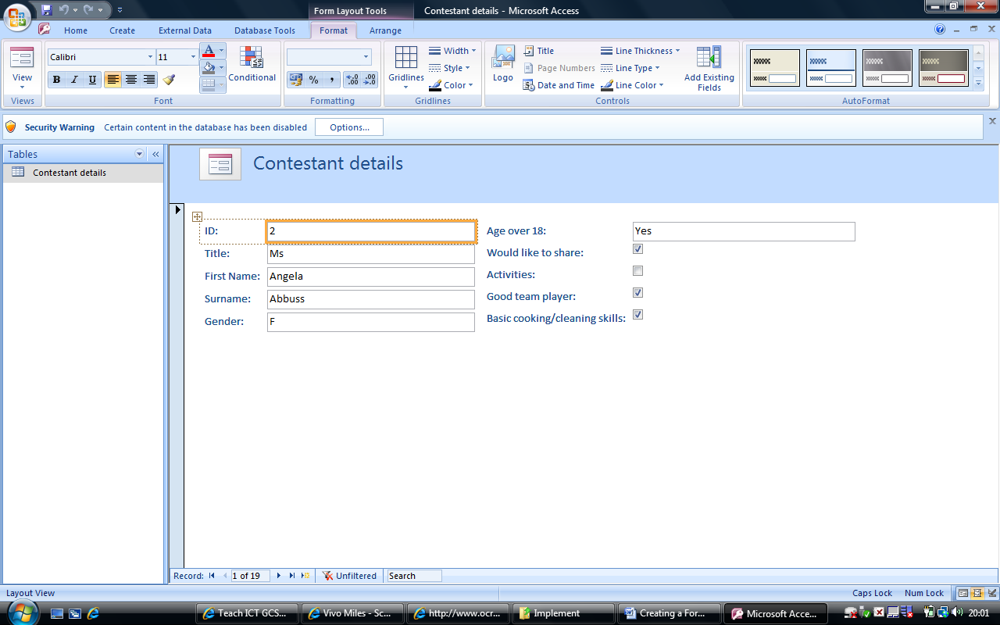 Form Layout Tools
Contestant details - Microsoft Access
Home Create External Data Database Tools Format Arrange
View
Calibri 11
B I U
Conditional
% ,
Gridlines
Width
Style
Color
Logo
Title
Page Numbers
Date and Time
Line Thickness
Line Type
Line Color
Add Existing
Fields
Views Font Formatting Gridlines Controls AutoFormat
Security Warning Certain content in the database has been disabled Options...
Tables
Contestant details
Contestant details
ID: 2
Title: Ms
First Name: Angela
Surname: Abbuss
Gender: F
Age over 18: Yes
Would like to share:
Activities:
Good team player:
Basic cooking/cleaning skills:
Record: 1 of 19 Unfiltered Search
Layout View Caps Lock Num Lock
Teach ICT GCS... Vivo Miles - Sc... http://www.ocr... Implement Creating a For... Microsoft Acce... 20:01